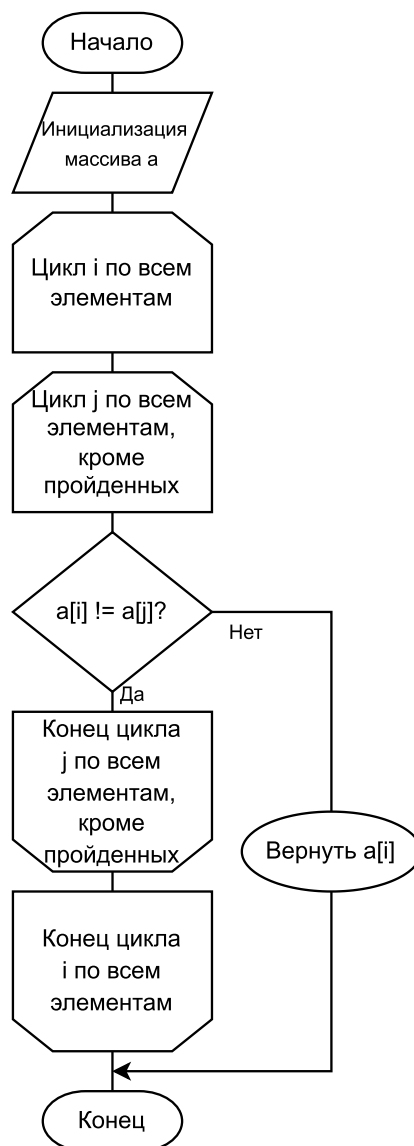 Начало
Инициализация
массива a
Цикл i по всем
элементам
Цикл j по всем
элементам,
кроме
пройденных
a[i] != a[j]?
Нет
Да
Конец цикла
j по всем
элементам,
кроме
пройденных
Вернуть a[i]
Конец цикла
i по всем
элементам
Конец